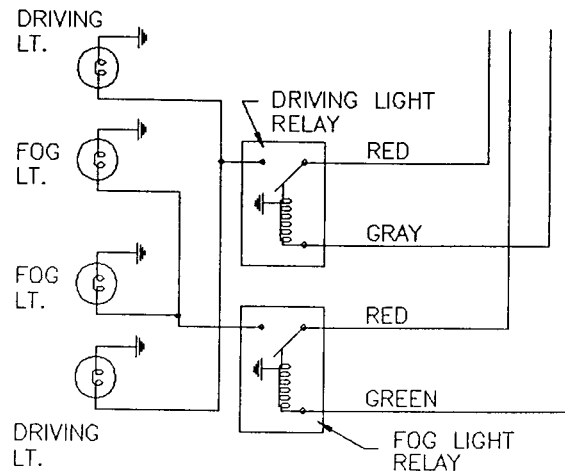 DRIVING
LT.
DRIVING LIGHT
RELAY
FOG
LT.
RED
GRAY
FOG
LT.
RED
GREEN
DRIVING
LT.
FOG LIGHT
RELAY